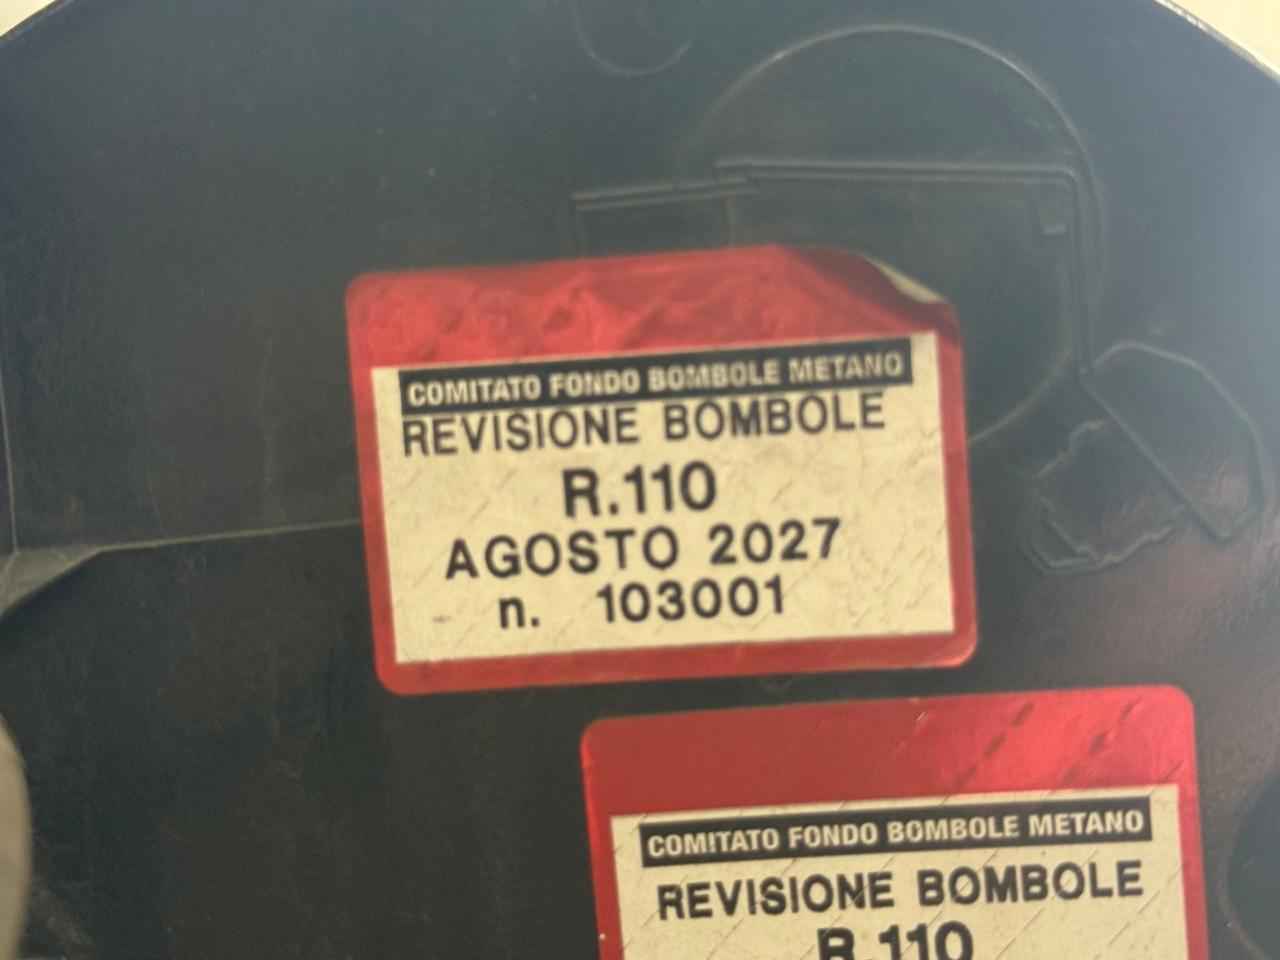 COMITATO FONDO BOMBOLE METANO
REVISIONE BOMBOLE
R.110
AGOSTO 2027
n. 103001
COMITATO FONDO BOMBOLE METANO
REVISIONE BOMBOLE
R.110